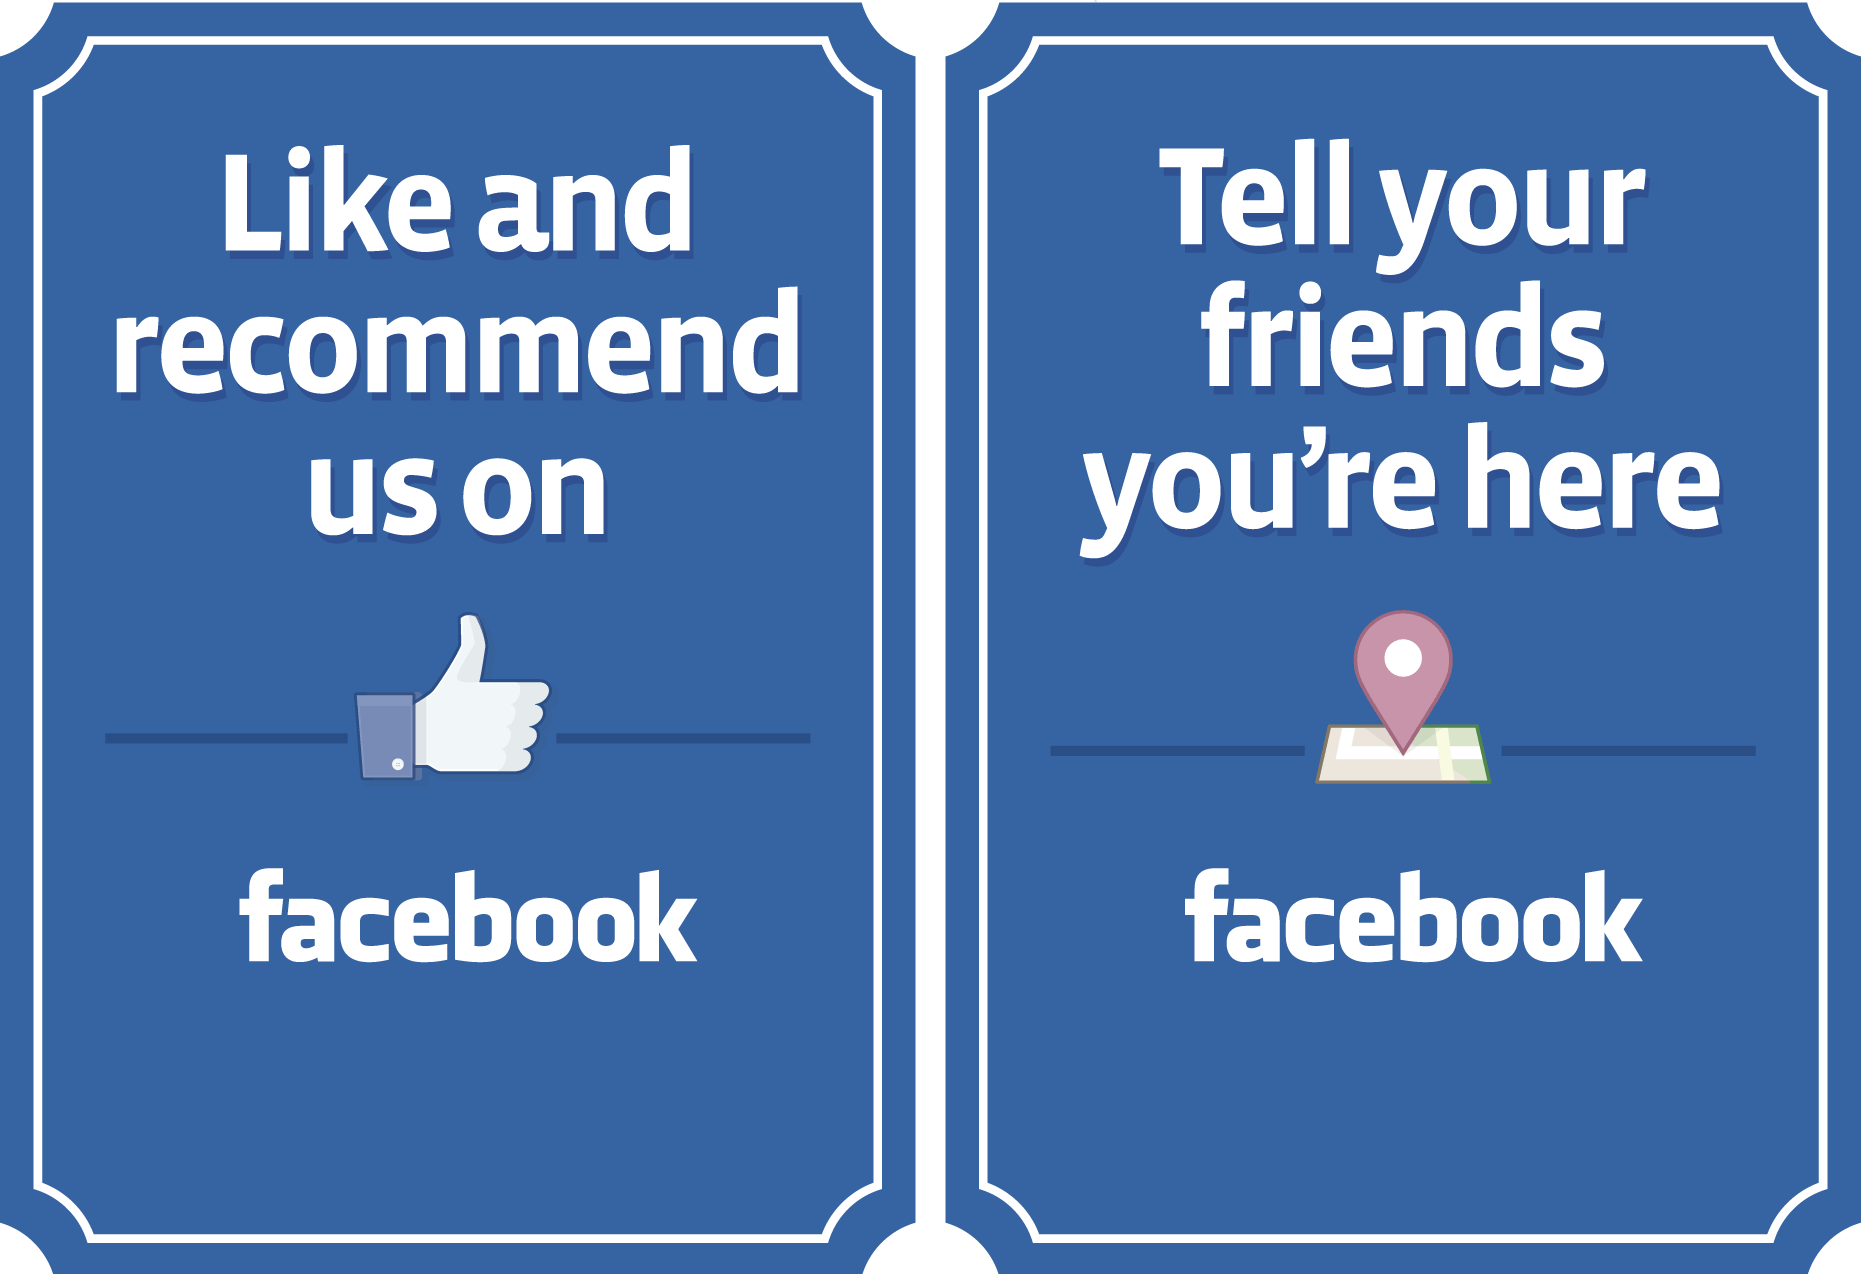 Like and
recommend
us on
facebook
Tell your
friends
you’re here
facebook